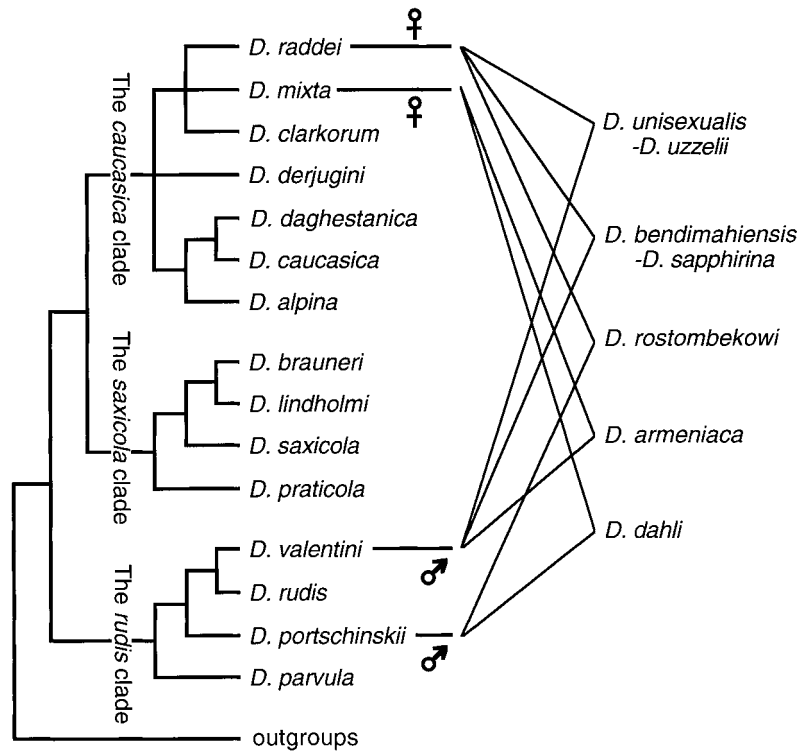 The caucasica clade
D. raddei
♀
D. mixta
♀
D. clarkorum
D. derjugini
D. daghestanica
D. caucasica
D. alpina
The saxicola clade
D. brauneri
D. lindholmi
D. saxicola
D. praticola
The rudis clade
D. valentini
♂
D. rudis
D. portschinskii
♂
D. parvula
outgroups
D. unisexualis
-D. uzzelii
D. bendimahiensis
-D. sapphirina
D. rostombekowi
D. armeniaca
D. dahli